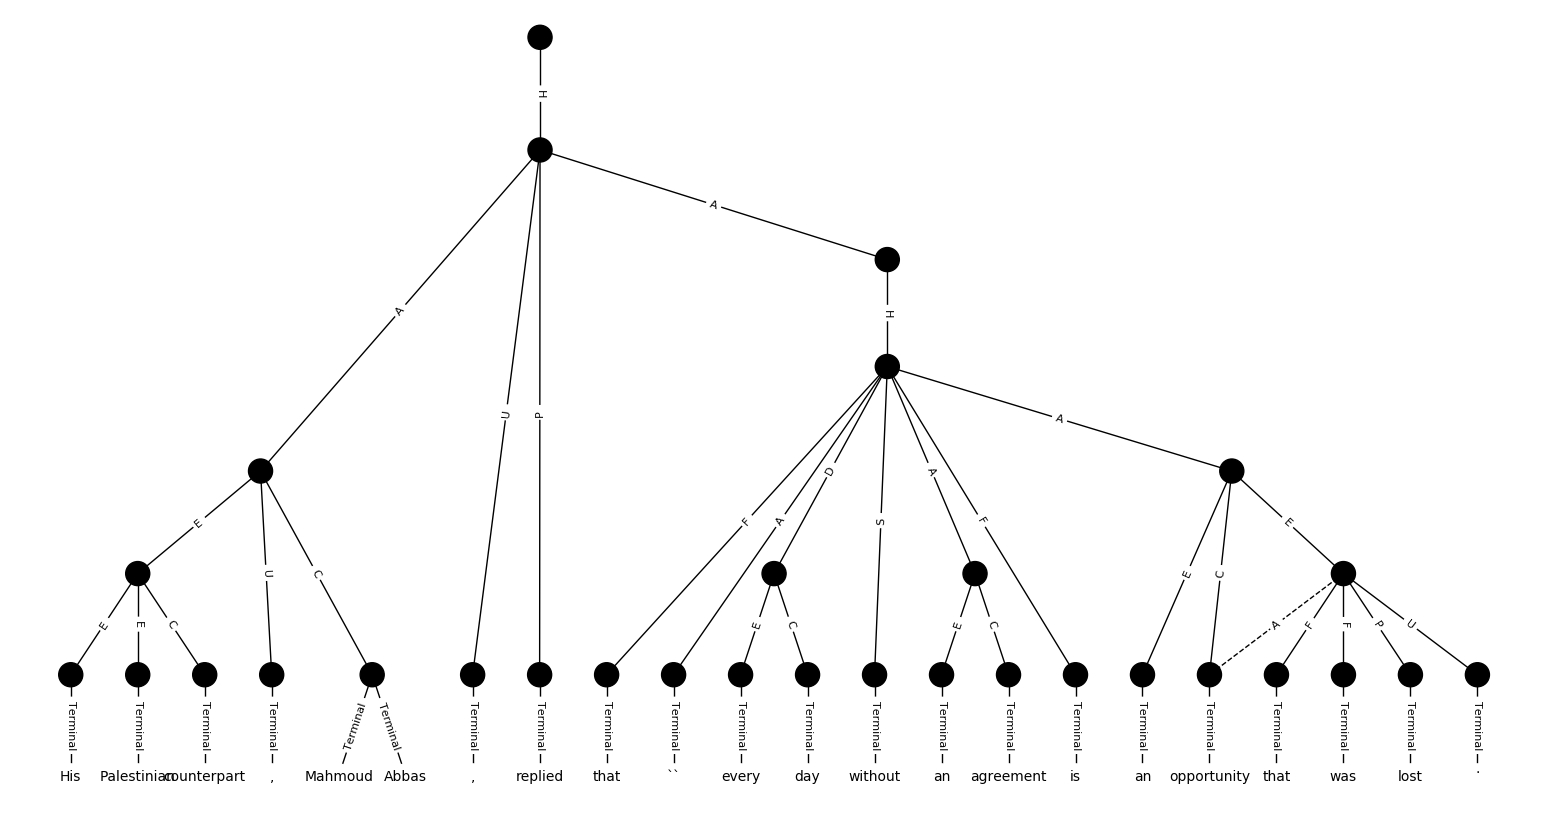 H
A
A
H
U
P
A
D
A
F
A
S
F
E
E
U
C
E
C
E
E
C
E
C
E
C
A
F
F
P
U
Terminal Terminal Terminal Terminal Terminal Terminal Terminal Terminal Terminal Terminal Terminal Terminal Terminal Terminal Terminal Terminal Terminal Terminal Terminal Terminal Terminal Terminal
His Palestinian counterpart , Mahmoud Abbas , replied that `` every day without an agreement is an opportunity that was lost .